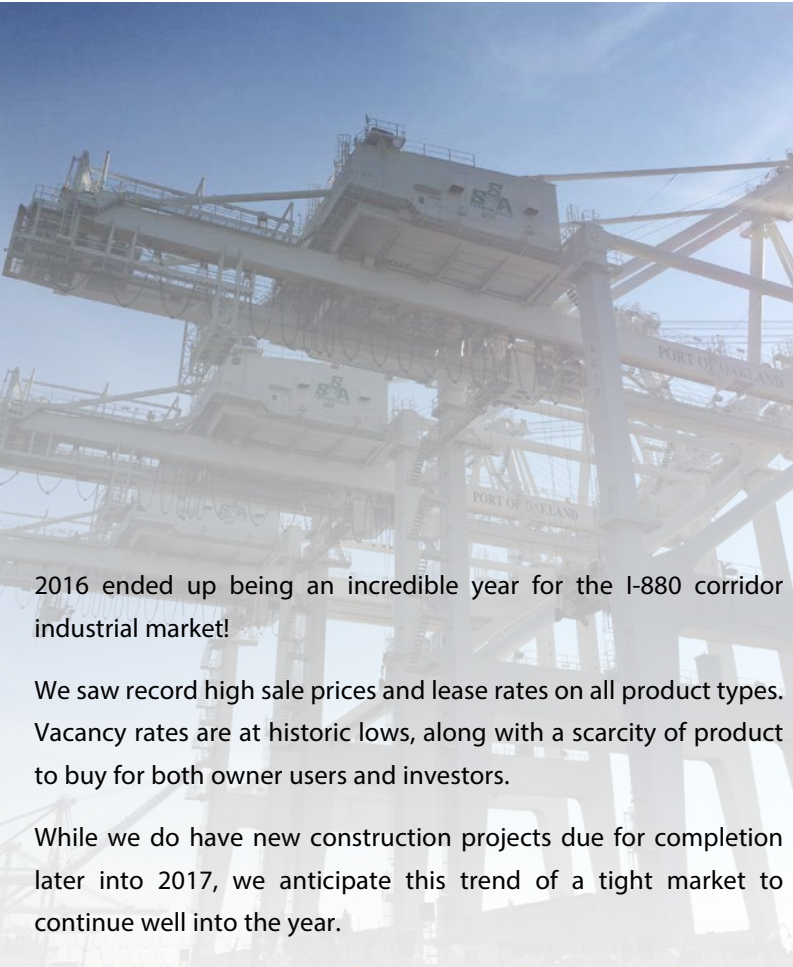 S
SSA
PORT OF OAKLAND
S
SSA
PORT OF OAKLAND
SSA
2016 ended up being an incredible year for the I-880 corridor
industrial market!
We saw record high sale prices and lease rates on all product types.
Vacancy rates are at historic lows, along with a scarcity of product
to buy for both owner users and investors.
While we do have new construction projects due for completion
later into 2017, we anticipate this trend of a tight market to
continue well into the year.